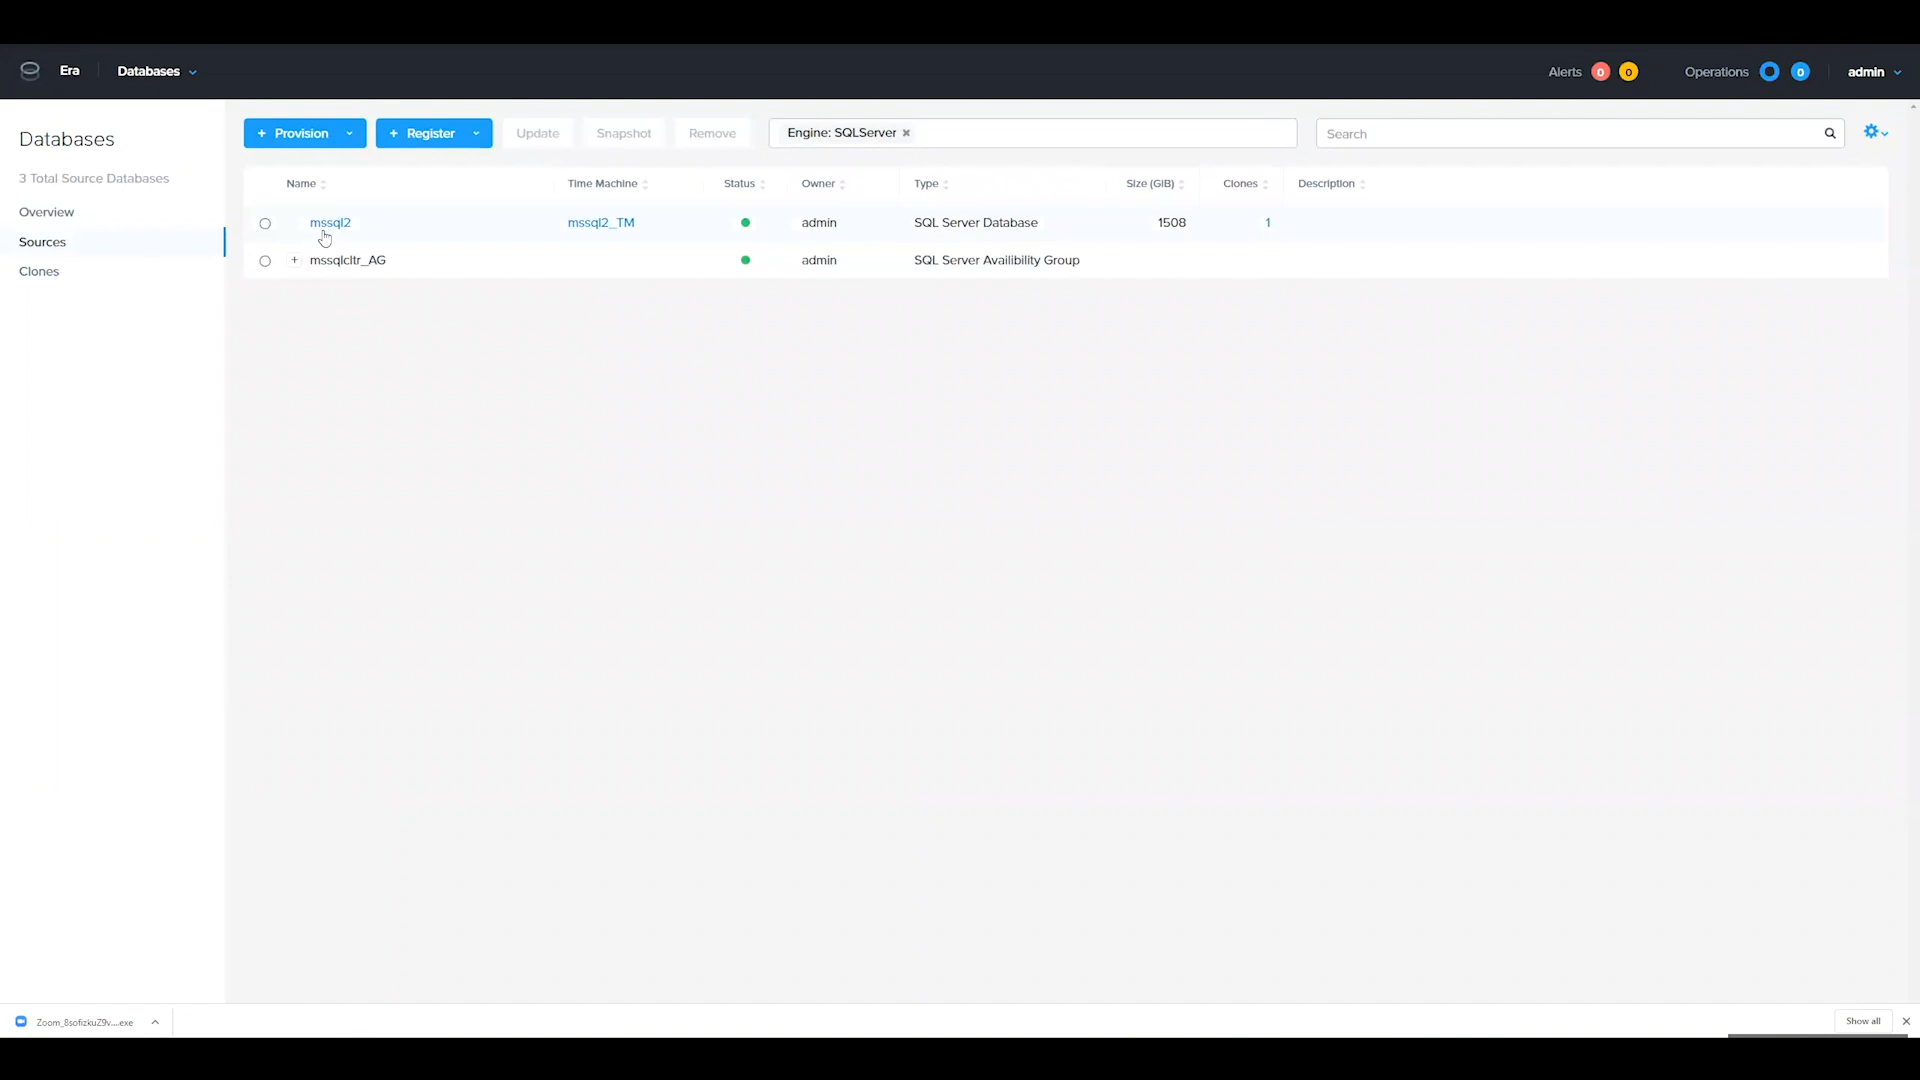 Era Databases Alerts 0 0 Operations 0 admin
Databases
3 Total Source Databases
Overview
Sources
Clones
+ Provision + Register Update Snapshot Remove Engine: SQLServer × Search
Name Time Machine Status Owner Type Size (GiB) Clones Description
mssql2 mssql2_TM admin SQL Server Database 1508 1
+ mssqlcltr_AG admin SQL Server Availibility Group
Zoom_8sofizkuZ9v....exe Show all ×